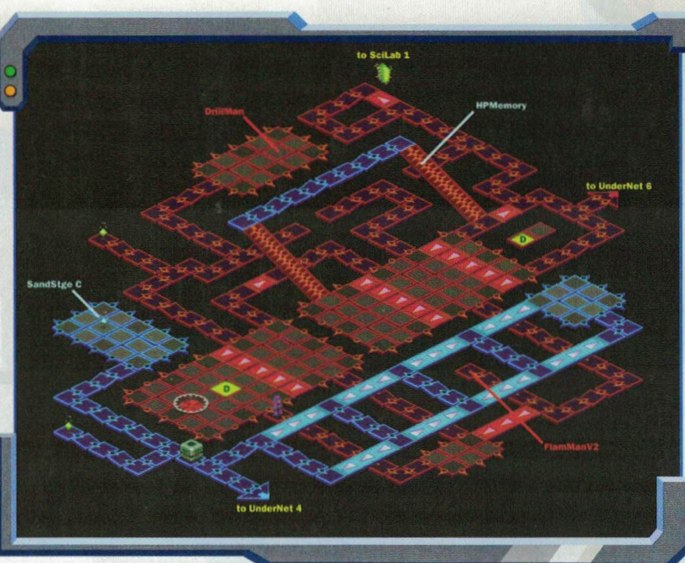 to SciLab 1
DrillMan
HPMemory
to UnderNet 6
D
SandStge C
D
FlamManV2
to UnderNet 4